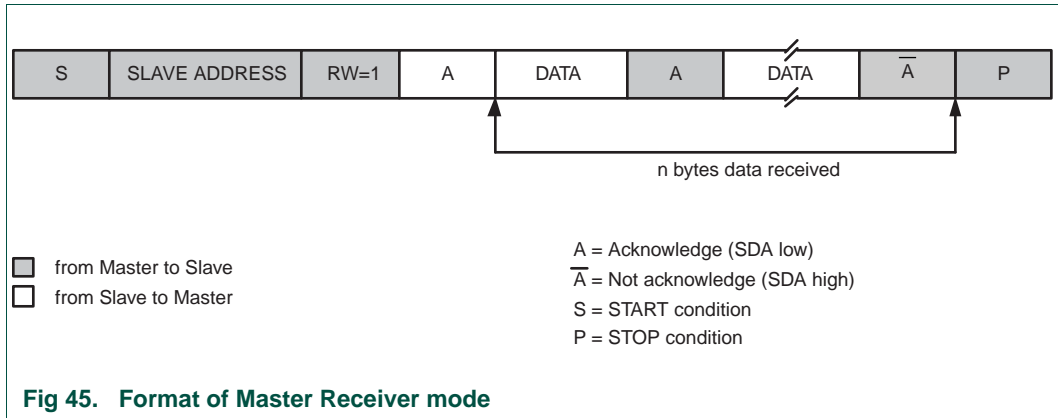 S SLAVE ADDRESS RW=1 A DATA A DATA A̅ P
n bytes data received
from Master to Slave
from Slave to Master
A = Acknowledge (SDA low)
A̅ = Not acknowledge (SDA high)
S = START condition
P = STOP condition
Fig 45. Format of Master Receiver mode